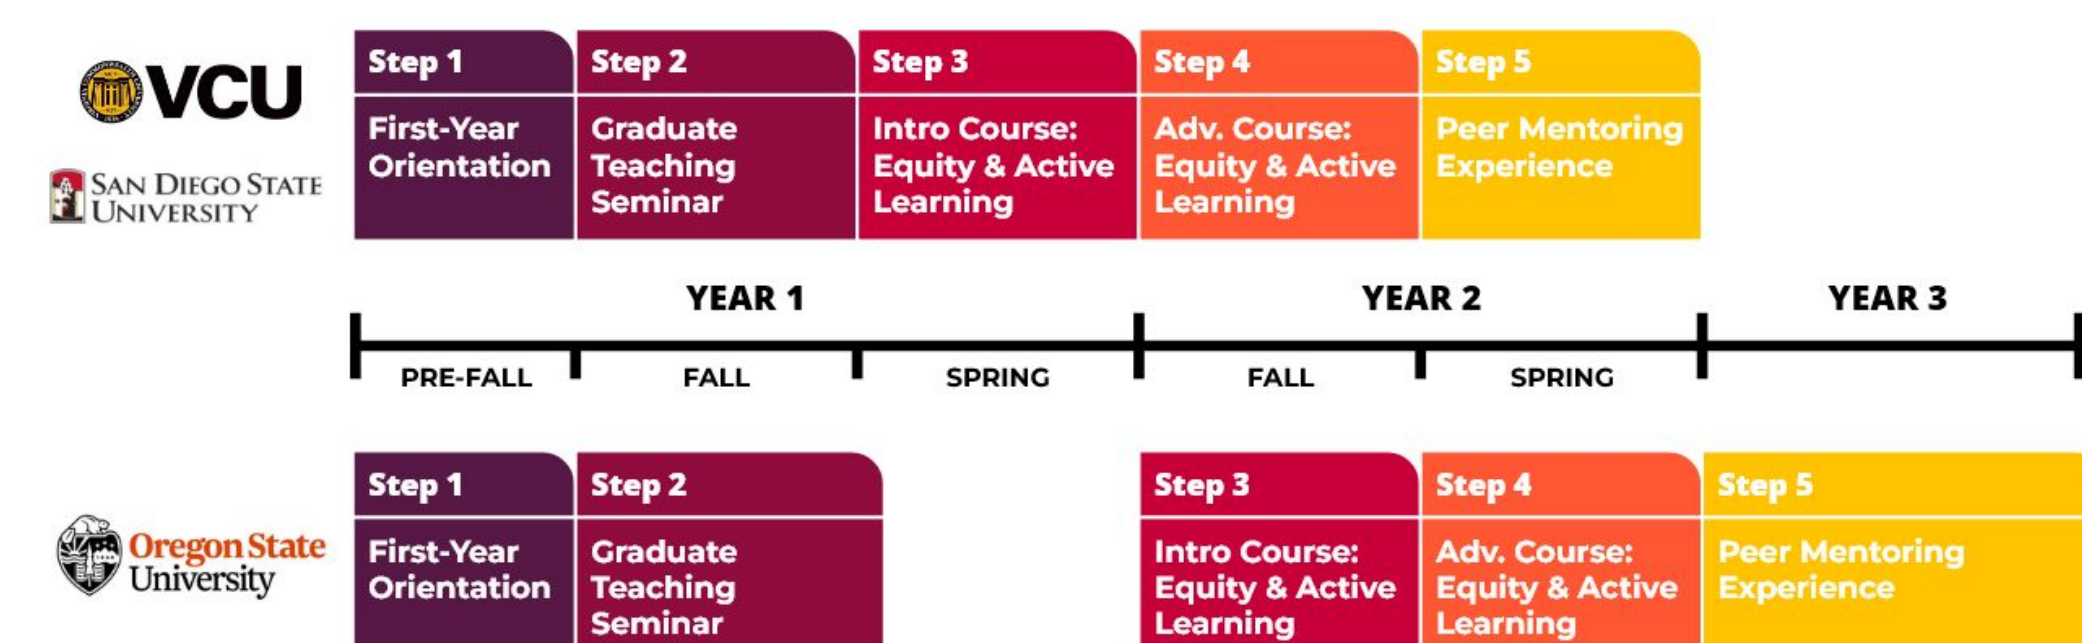 VCU
SAN DIEGO STATE
UNIVERSITY
Step 1
First-Year
Orientation
Step 2
Graduate
Teaching
Seminar
Step 3
Intro Course:
Equity & Active
Learning
Step 4
Adv. Course:
Equity & Active
Learning
Step 5
Peer Mentoring
Experience
YEAR 1
YEAR 2
YEAR 3
PRE-FALL
FALL
SPRING
FALL
SPRING
Oregon State
University
Step 1
First-Year
Orientation
Step 2
Graduate
Teaching
Seminar
Step 3
Intro Course:
Equity & Active
Learning
Step 4
Adv. Course:
Equity & Active
Learning
Step 5
Peer Mentoring
Experience